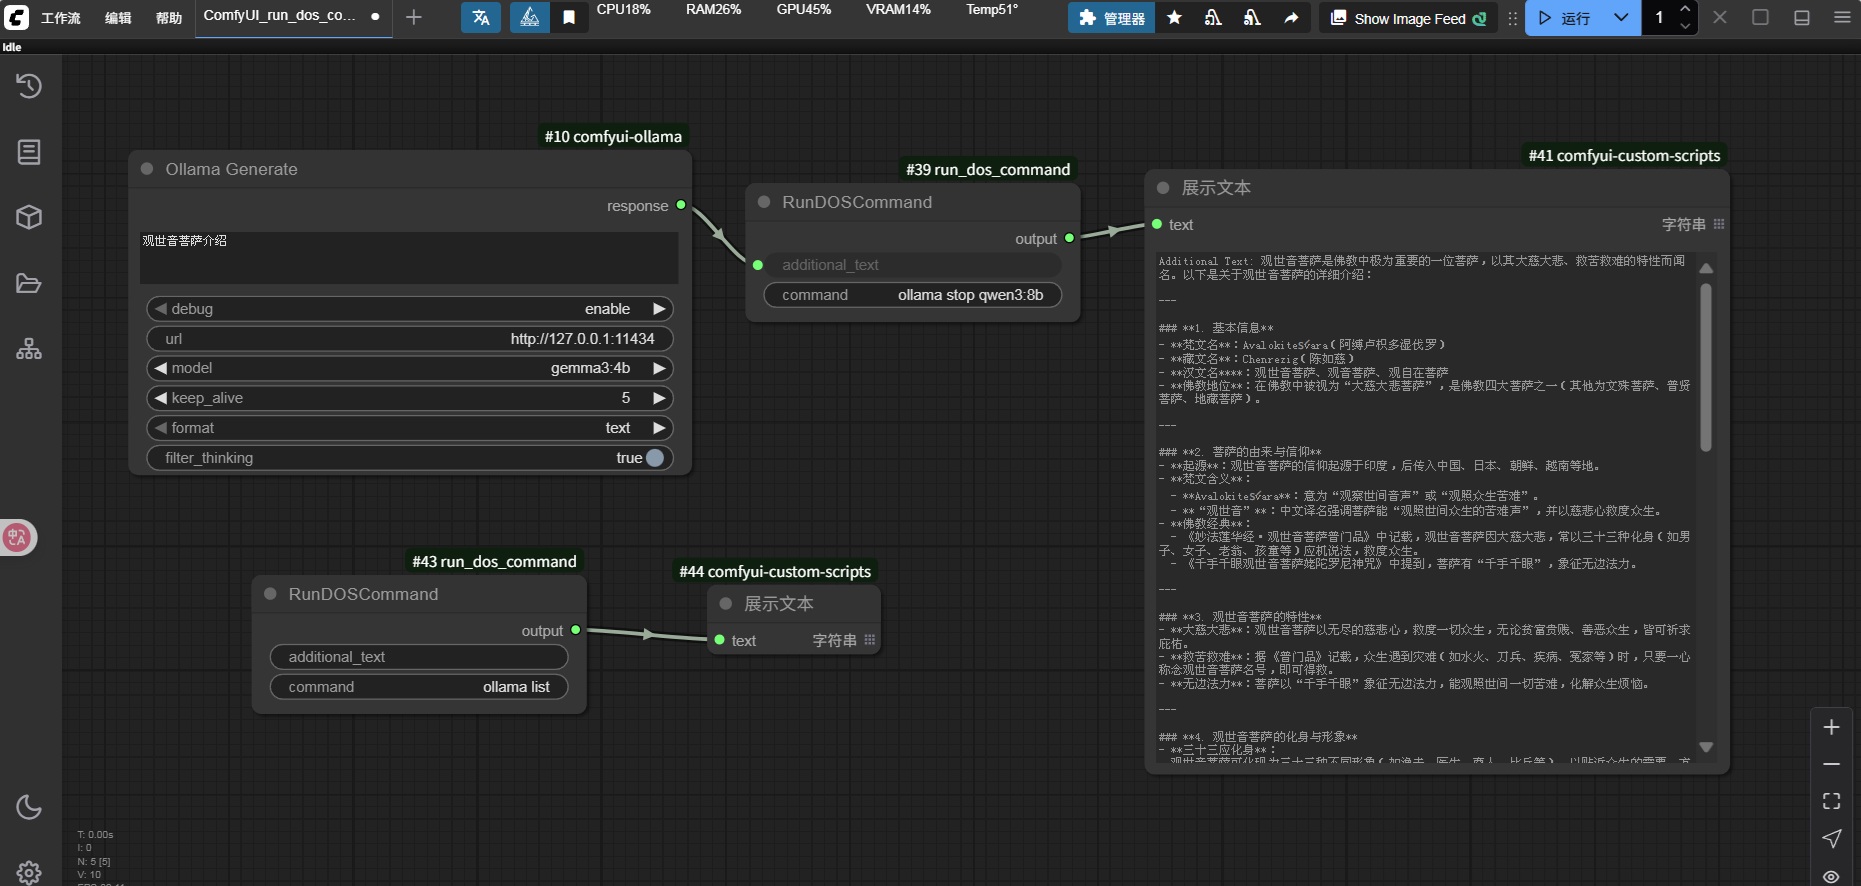 工作流
编辑
帮助
ComfyUI_run_dos_co...
CPU18%
RAM26%
GPU45%
VRAM14%
Temp51°
管理器
Show Image Feed
运行
1
Idle
#10 comfyui-ollama
Ollama Generate
response
观世音菩萨介绍
debug enable
url http://127.0.0.1:11434
model gemma3:4b
keep_alive 5
format text
filter_thinking true
#39 run_dos_command
RunDOSCommand
output
additional_text
command ollama stop qwen3:8b
#41 comfyui-custom-scripts
展示文本
text 字符串
Additional Text: 观世音菩萨是佛教中极为重要的一位菩萨，以其大慈大悲、救苦救难的特性而闻
名。以下是关于观世音菩萨的详细介绍：
---
### **1. 基本信息**
- **梵文名**：Avalokiteśvara（阿缚卢枳多湿伐罗）
- **藏文名**：Chenrezig（陈如慈）
- **汉文名****：观世音菩萨、观音菩萨、观自在菩萨
- **佛教地位**：在佛教中被视为“大慈大悲菩萨”，是佛教四大菩萨之一（其他为文殊菩萨、普贤
菩萨、地藏菩萨）。
---
### **2. 菩萨的由来与信仰**
- **起源**：观世音菩萨的信仰起源于印度，后传入中国、日本、朝鲜、越南等地。
- **梵文含义**：
- **Avalokiteśvara**：意为“观察世间音声”或“观照众生苦难”。
- **“观世音”**：中文译名强调菩萨能“观照世间众生的苦难声”，并以慈悲心救度众生。
- **佛教经典**：
- 《妙法莲华经·观世音菩萨普门品》中记载，观世音菩萨因大慈大悲，常以三十三种化身（如男
子、女子、老翁、孩童等）应机说法，救度众生。
- 《千手千眼观世音菩萨姥陀罗尼神咒》中提到，菩萨有“千手千眼”，象征无边法力。
---
### **3. 观世音菩萨的特性**
- **大慈大悲**：观世音菩萨以无尽的慈悲心，救度一切众生，无论贫富贵贱、善恶众生，皆可祈求
庇佑。
- **救苦救难**：据《普门品》记载，众生遇到灾难（如水火、刀兵、疾病、冤家等）时，只要一心
称念观世音菩萨名号，即可得救。
- **无边法力**：菩萨以“千手千眼”象征无边法力，能观照世间一切苦难，化解众生烦恼。
---
### **4. 观世音菩萨的化身与形象**
- **三十三应化身**：
#43 run_dos_command
RunDOSCommand
output
additional_text
command ollama list
#44 comfyui-custom-scripts
展示文本
text 字符串
T: 0.00s
I: 0
N: 5 [5]
V: 10